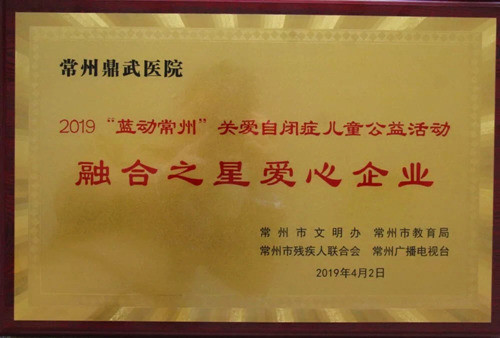 常州鼎武医院
2019 “蓝动常州” 关爱自闭症儿童公益活动
融合之星爱心企业
常州市文明办 常州市教育局
常州市残疾人联合会 常州广播电视台
2019年4月2日